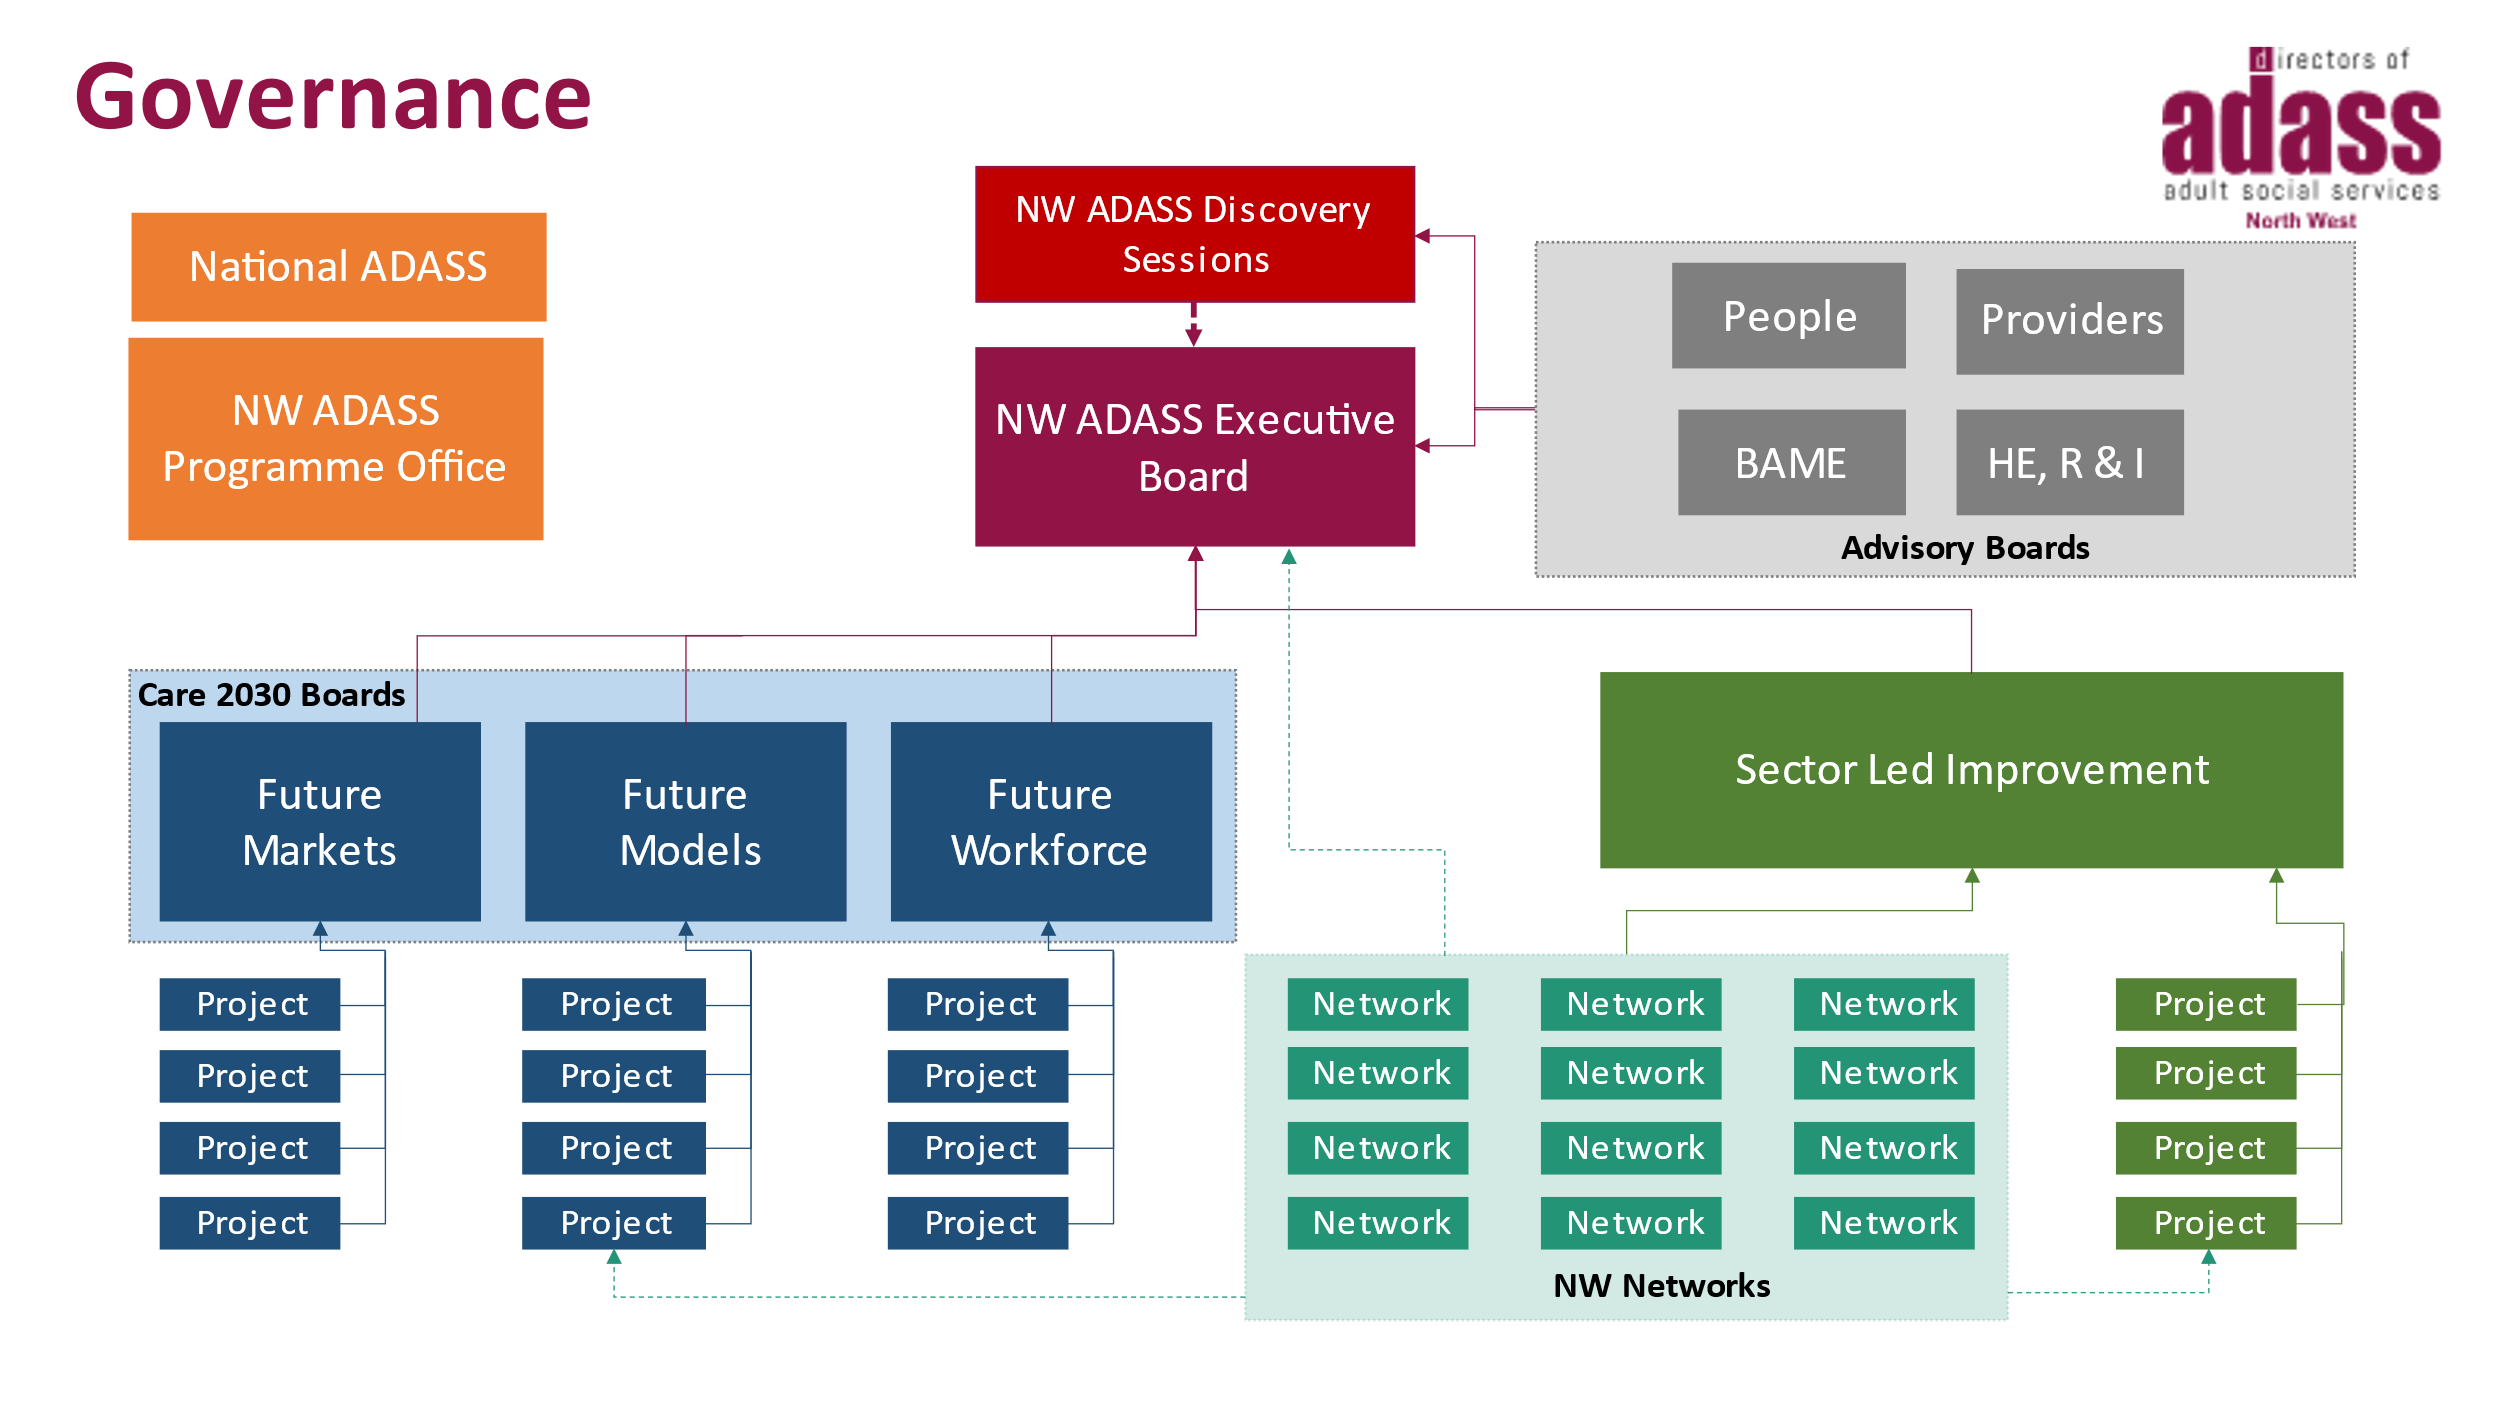 Governance
directors of
adass
adult social services
North West
National ADASS
NW ADASS
Programme Office
NW ADASS Discovery
Sessions
NW ADASS Executive
Board
People
Providers
BAME
HE, R & I
Advisory Boards
Care 2030 Boards
Future
Markets
Future
Models
Future
Workforce
Sector Led Improvement
Project
Project
Project
Project
Project
Project
Project
Project
Project
Project
Project
Project
Network
Network
Network
Network
Network
Network
Network
Network
Network
Network
Network
Network
NW Networks
Project
Project
Project
Project